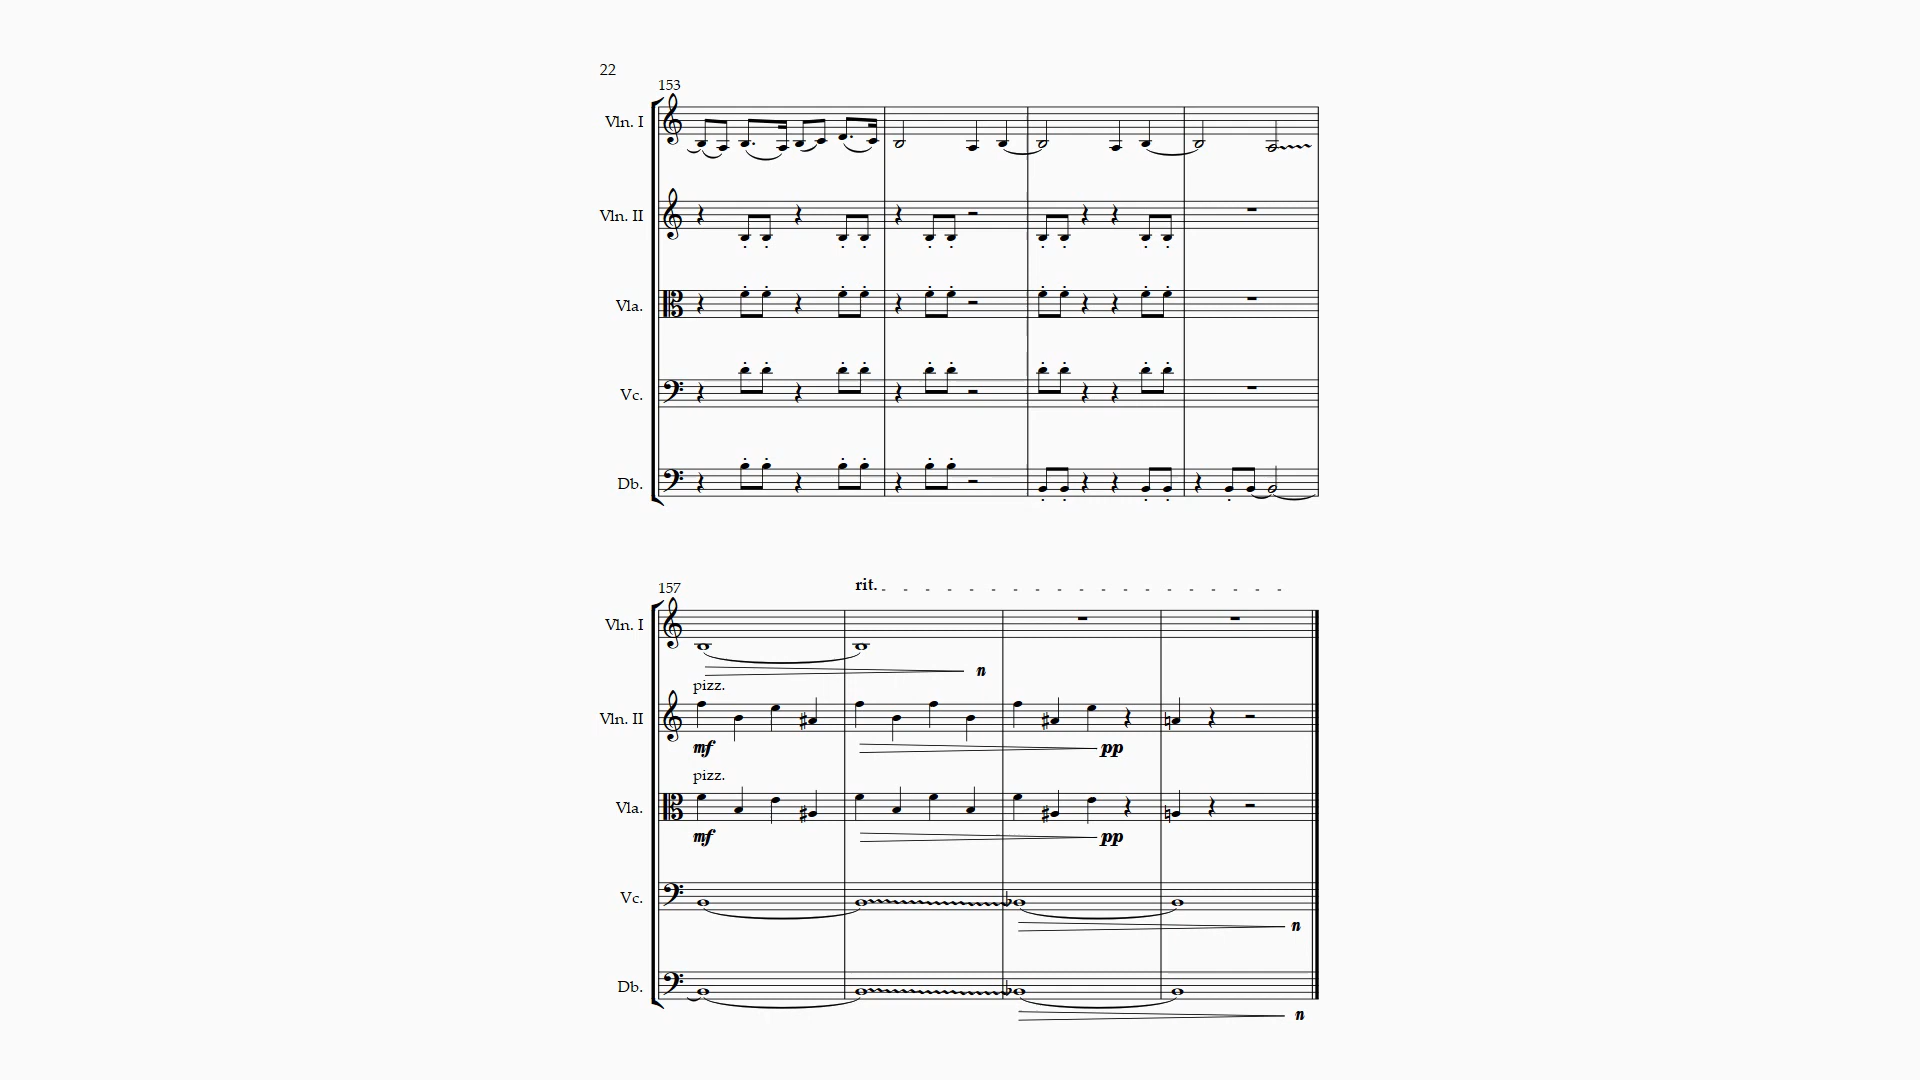 22
153
Vln. I
Vln. II
Vla.
Vc.
Db.
157
rit.
Vln. I
n
pizz.
Vln. II
mf
pp
pizz.
Vla.
mf
pp
Vc.
n
Db.
n